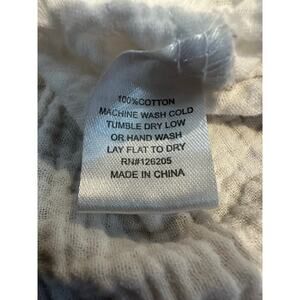 100%COTTON
MACHINE WASH COLD
TUMBLE DRY LOW
OR.HAND WASH
LAY FLAT TO DRY
RN#126205
MADE IN CHINA